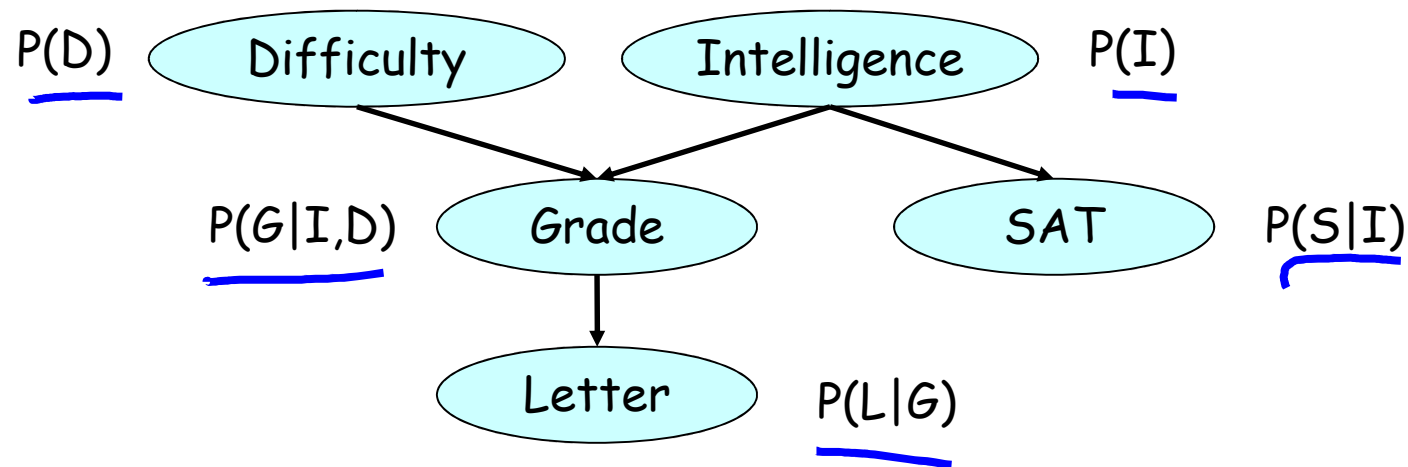 P(D) Difficulty Intelligence P(I)
P(G|I,D) Grade SAT P(S|I)
Letter P(L|G)